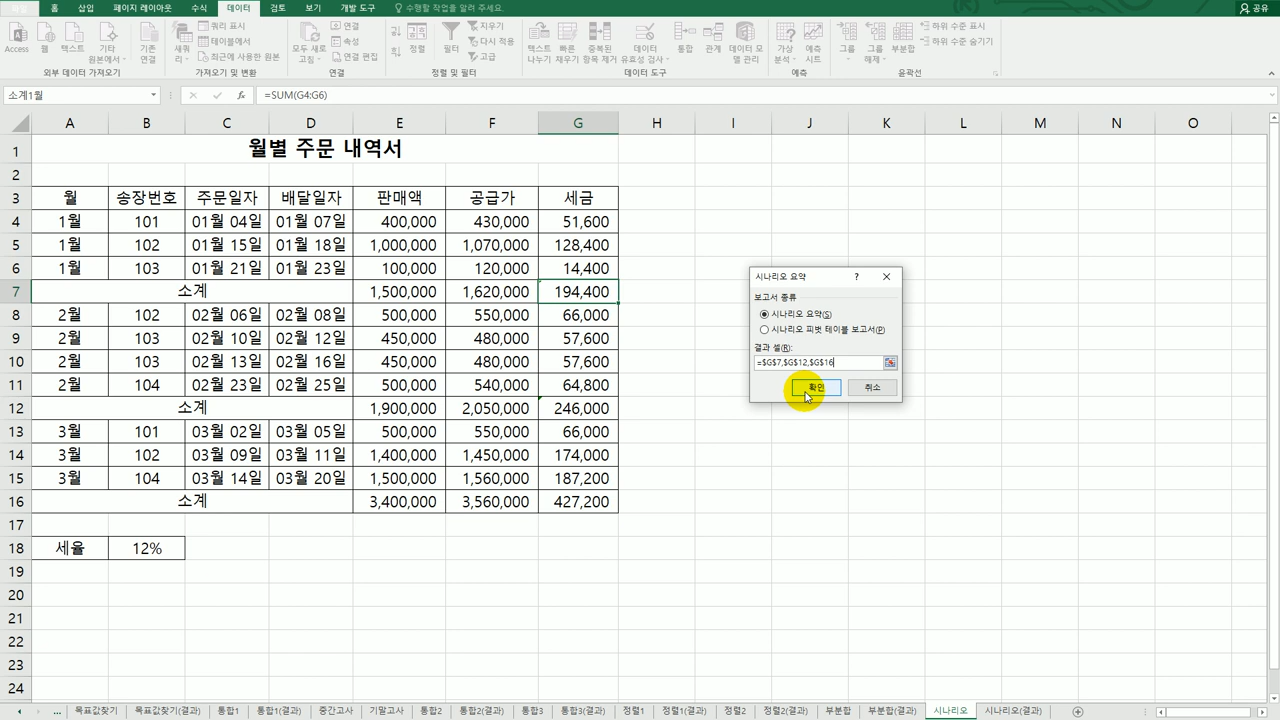 홈 삽입 페이지 레이아웃 수식 데이터 검토 보기 개발 도구 수행할 작업을 알려 주세요. 공유
Access 웹 텍스트 기타 원본에서 기존 연결 새쿼리 쿼리 표시 모두 새로 고침 연결 정렬 필터 지우기 텍스트 나누기 빠른 채우기 중복된 항목 제거 데이터 유효성 검사 통합 관계 데이터 모델 관리 가상 분석 예측 시트 그룹 그룹 해제 부분합 하위 수준 표시
테이블에서 속성 다시 적용 하위 수준 숨기기
최근에 사용한 원본 연결 편집 고급
외부 데이터 가져오기 가져오기 및 변환 연결 정렬 및 필터 데이터 도구 예측 윤곽선
소계1월 fx =SUM(G4:G6)
A B C D E F G H I J K L M N O
1 월별 주문 내역서
2
3 월 송장번호 주문일자 배달일자 판매액 공급가 세금
4 1월 101 01월 04일 01월 07일 400,000 430,000 51,600
5 1월 102 01월 15일 01월 18일 1,000,000 1,070,000 128,400
6 1월 103 01월 21일 01월 23일 100,000 120,000 14,400
7 소계 1,500,000 1,620,000 194,400
8 2월 102 02월 06일 02월 08일 500,000 550,000 66,000
9 2월 103 02월 10일 02월 12일 450,000 480,000 57,600
10 2월 103 02월 13일 02월 16일 450,000 480,000 57,600
11 2월 104 02월 23일 02월 25일 500,000 540,000 64,800
12 소계 1,900,000 2,050,000 246,000
13 3월 101 03월 02일 03월 05일 500,000 550,000 66,000
14 3월 102 03월 09일 03월 11일 1,400,000 1,450,000 174,000
15 3월 104 03월 14일 03월 20일 1,500,000 1,560,000 187,200
16 소계 3,400,000 3,560,000 427,200
17
18 세율 12%
19
20
21
22
23
24
시나리오 요약 ?
보고서 종류
시나리오 요약(S)
시나리오 피벗 테이블 보고서(P)
결과 셀(R):
=$G$7,$G$12,$G$16
확인 취소
... 목표값찾기 목표값찾기(결과) 통합1 통합1(결과) 중간고사 기말고사 통합2 통합2(결과) 통합3 통합3(결과) 정렬1 정렬1(결과) 정렬2 정렬2(결과) 부분합 부분합(결과) 시나리오 시나리오(결과)